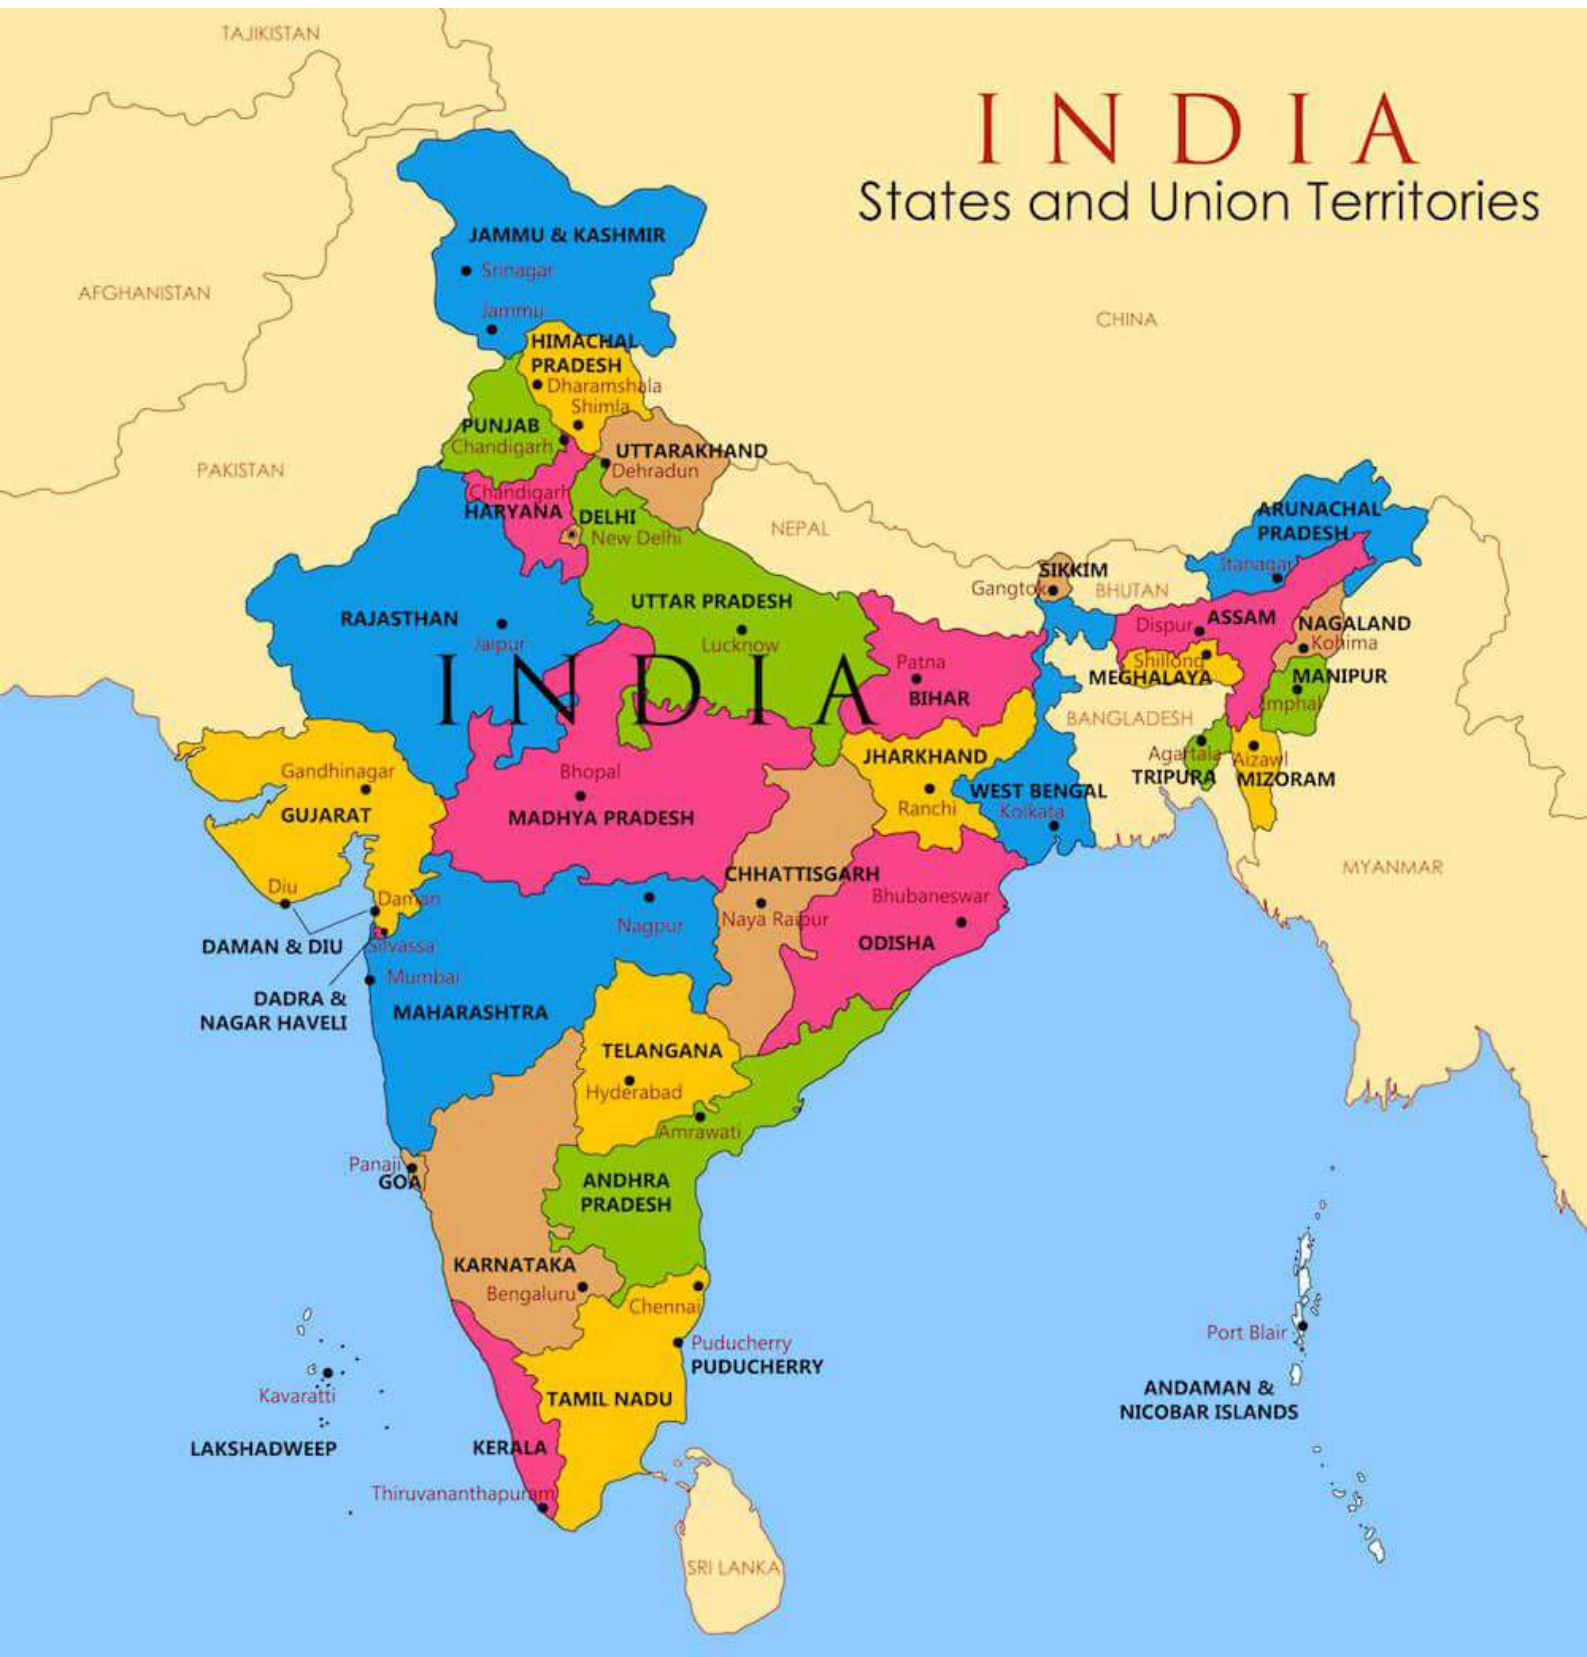 TAJIKISTAN
INDIA
States and Union Territories
JAMMU & KASHMIR
Srinagar
AFGHANISTAN
Jammu
CHINA
HIMACHAL
PRADESH
Dharamshala
Shimla
PUNJAB
Chandigarh
UTTARAKHAND
Dehradun
PAKISTAN
Chandigarh
HARYANA
DELHI
New Delhi
NEPAL
ARUNACHAL
PRADESH
Itanagar
SIKKIM
Gangtok
BHUTAN
RAJASTHAN
Jaipur
UTTAR PRADESH
Lucknow
Dispur
ASSAM
NAGALAND
Kohima
INDIA
Patna
BIHAR
Shillong
MEGHALAYA
MANIPUR
Imphal
BANGLADESH
Agartala
TRIPURA
Aizawl
MIZORAM
Gandhinagar
GUJARAT
Bhopal
MADHYA PRADESH
JHARKHAND
Ranchi
WEST BENGAL
Kolkata
MYANMAR
CHHATTISGARH
Naya Raipur
Bhubaneswar
ODISHA
Diu
Daman
DAMAN & DIU
Silvassa
Nagpur
Mumbai
DADRA &
NAGAR HAVELI
MAHARASHTRA
TELANGANA
Hyderabad
Amrawati
Panaji
GOA
ANDHRA
PRADESH
KARNATAKA
Bengaluru
Chennai
Puducherry
PUDUCHERRY
Port Blair
ANDAMAN &
NICOBAR ISLANDS
Kavaratti
LAKSHADWEEP
TAMIL NADU
KERALA
Thiruvananthapuram
SRI LANKA